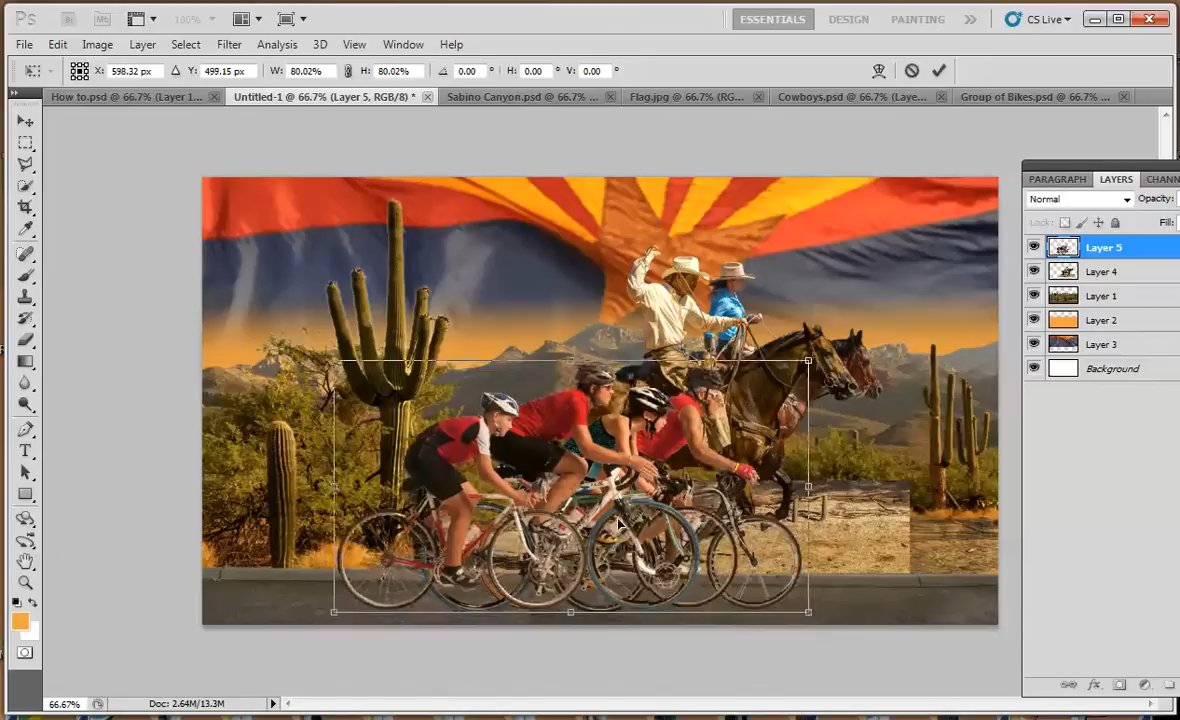 Ps Br Mb 100% ESSENTIALS DESIGN PAINTING CS Live
File Edit Image Layer Select Filter Analysis 3D View Window Help
X: 598.32 px Y: 499.15 px W: 80.02% H: 80.02% 0.00 ° H: 0.00 ° V: 0.00 °
How to.psd @ 66.7% (Layer 1... Untitled-1 @ 66.7% (Layer 5, RGB/8) * Sabino Canyon.psd @ 66.7% ... Flag.jpg @ 66.7% (RG... Cowboys.psd @ 66.7% (Laye... Group of Bikes.psd @ 66.7% ...
PARAGRAPH LAYERS CHANN
Normal Opacity:
Lock: Fill:
Layer 5
Layer 4
Layer 1
Layer 2
Layer 3
Background
66.67% Doc: 2.64M/13.3M